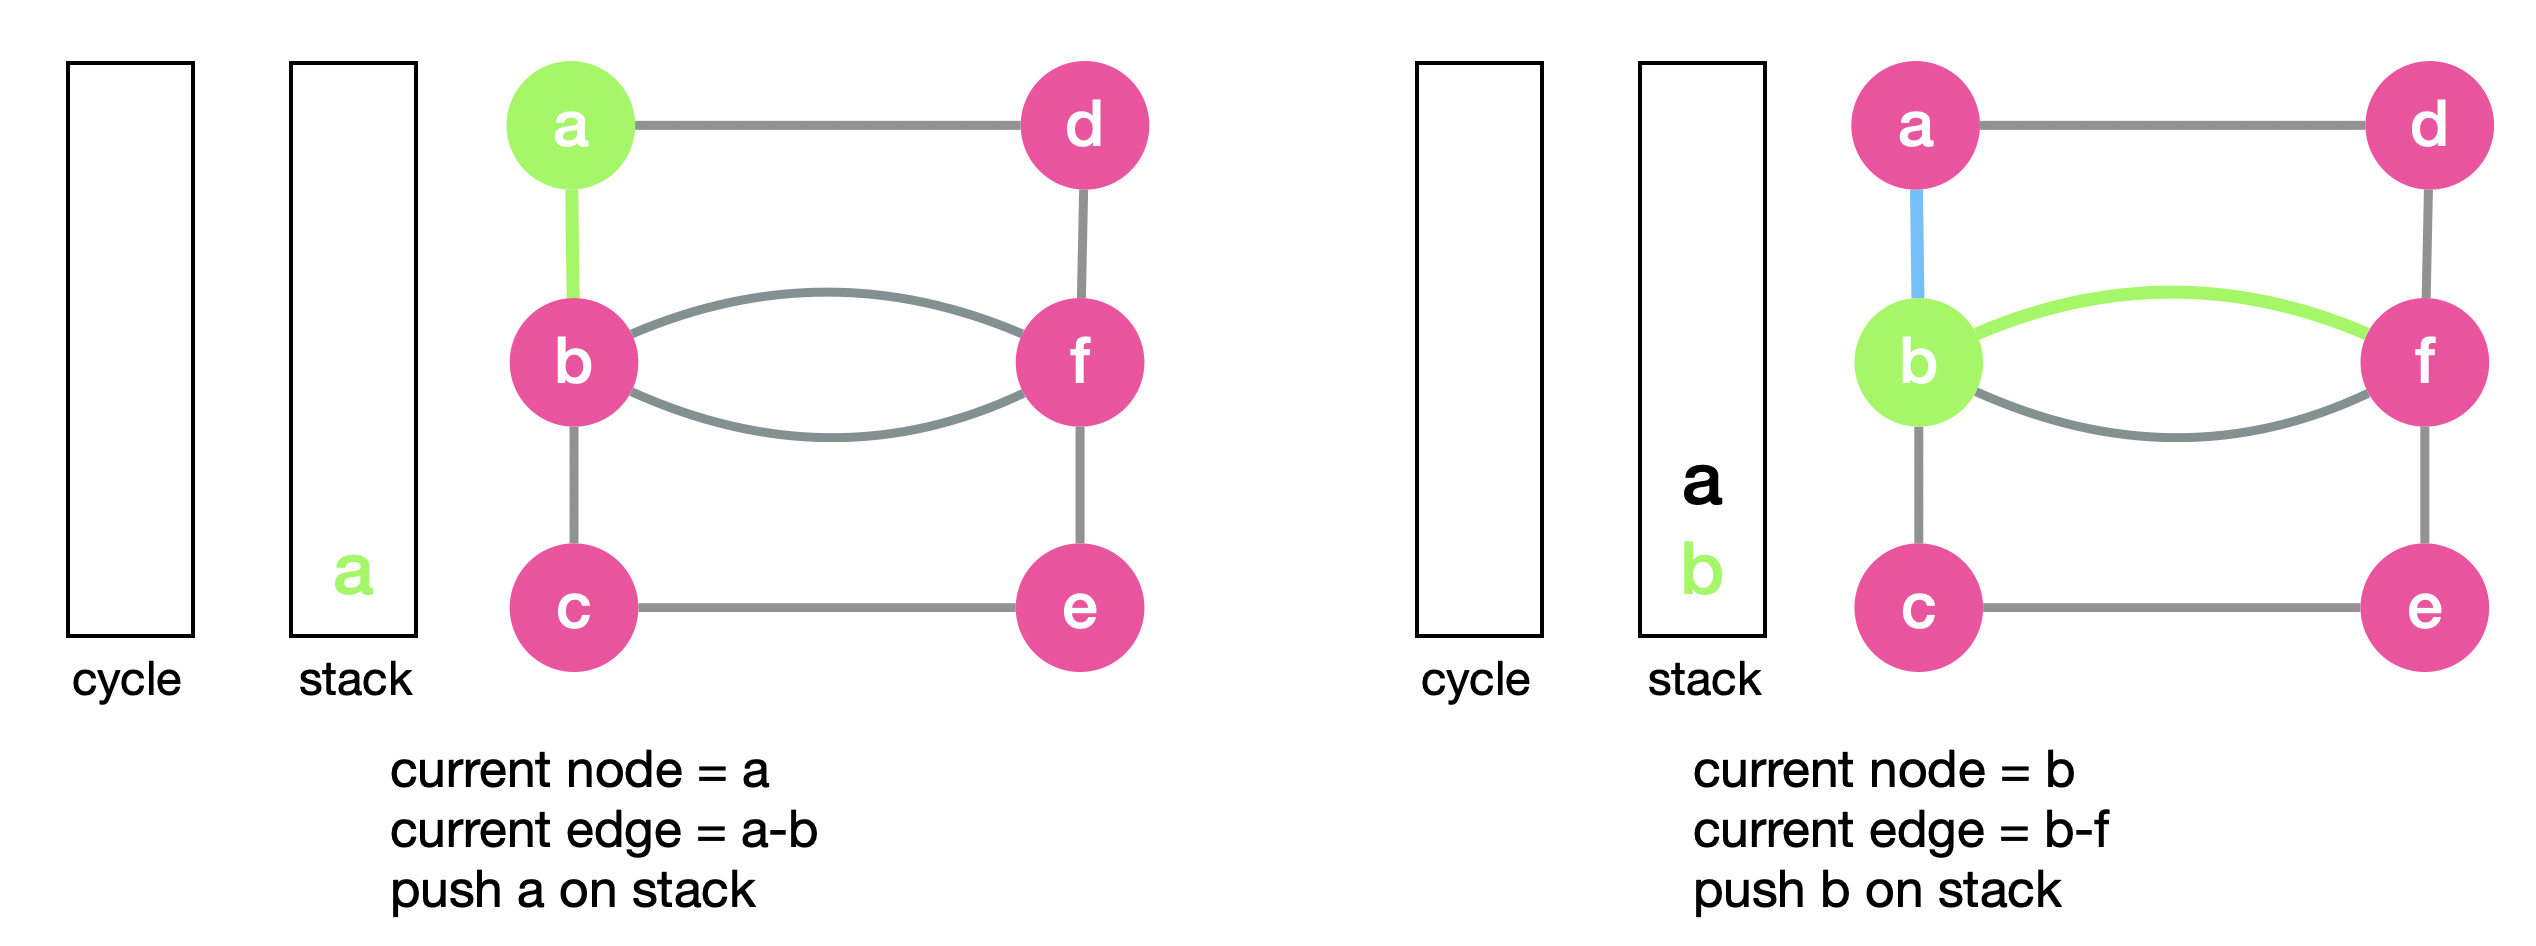 a
d
b
f
a
c
e
cycle
stack
current node = a
current edge = a-b
push a on stack
a
d
b
f
a
b
c
e
cycle
stack
current node = b
current edge = b-f
push b on stack